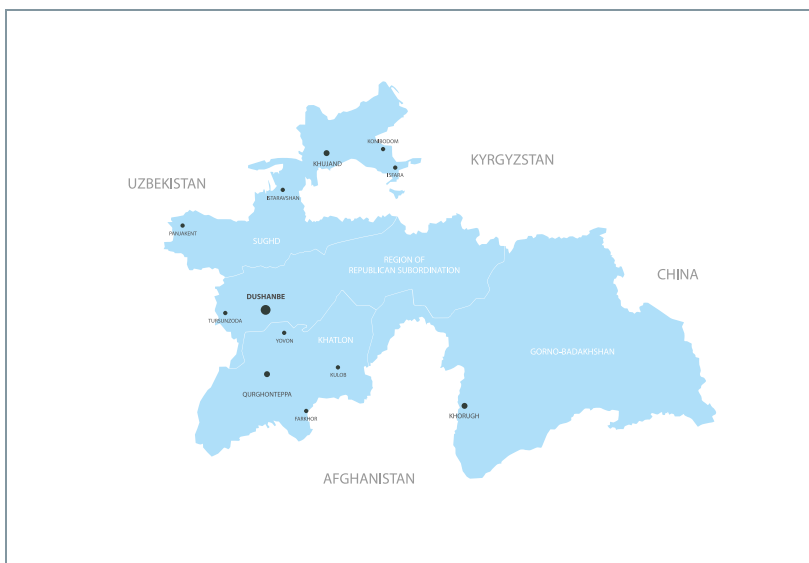 KONIBODOM
KHUJAND
KYRGYZSTAN
ISFARA
UZBEKISTAN
ISTARAVSHAN
PANJAKENT
SUGHD
REGION OF
REPUBLICAN SUBORDINATION
CHINA
DUSHANBE
TURSUNZODA
YOVON
KHATLON
GORNO-BADAKHSHAN
KULOB
QURGHONTEPPA
FARKHOR
KHORUGH
AFGHANISTAN